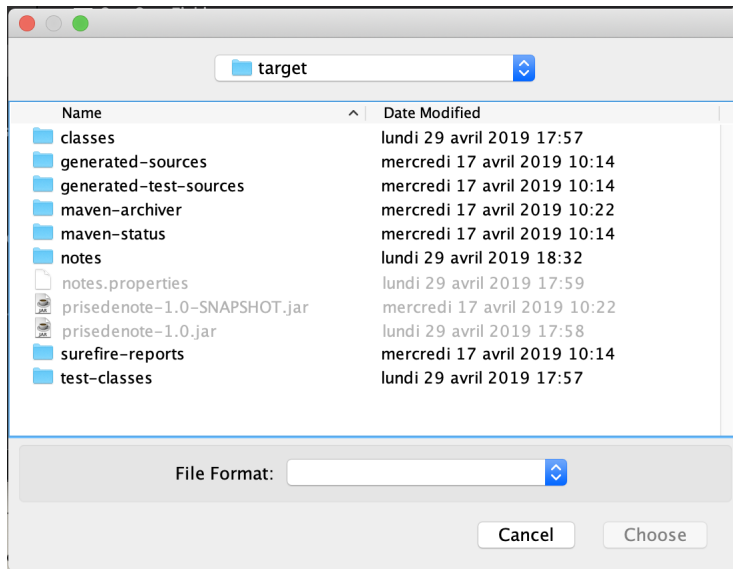 target
Name Date Modified
classes lundi 29 avril 2019 17:57
generated-sources mercredi 17 avril 2019 10:14
generated-test-sources mercredi 17 avril 2019 10:14
maven-archiver mercredi 17 avril 2019 10:22
maven-status mercredi 17 avril 2019 10:14
notes lundi 29 avril 2019 18:32
notes.properties lundi 29 avril 2019 17:59
prisedenote-1.0-SNAPSHOT.jar mercredi 17 avril 2019 10:22
prisedenote-1.0.jar lundi 29 avril 2019 17:58
surefire-reports mercredi 17 avril 2019 10:14
test-classes lundi 29 avril 2019 17:57
File Format:
Cancel Choose